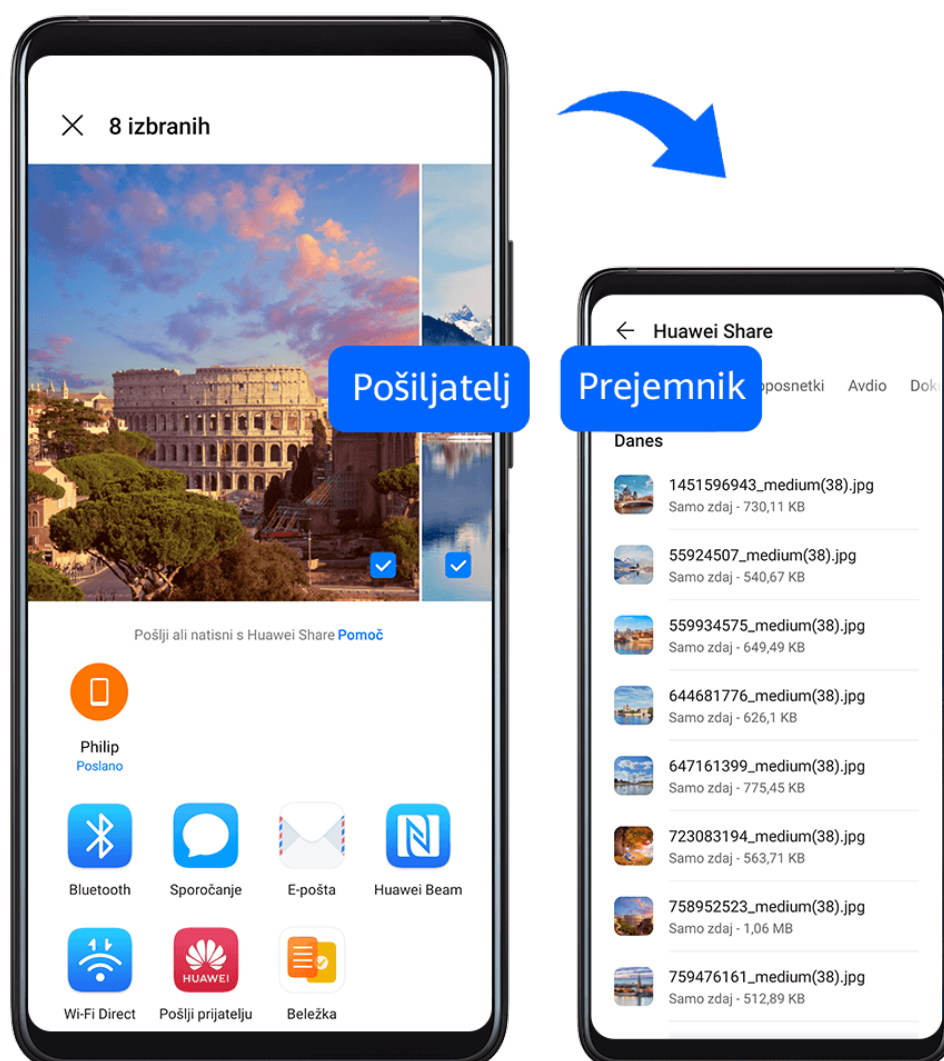 8 izbranih
Pošiljatelj
Pošlji ali natisni s Huawei Share Pomoč
Philip
Poslano
Bluetooth
Sporočanje
E-pošta
Huawei Beam
HUAWEI
Wi-Fi Direct
Pošlji prijatelju
Beležka
Huawei Share
Prejemnik
Avdio
Danes
1451596943_medium(38).jpg
Samo zdaj - 730,11 KB
55924507_medium(38).jpg
Samo zdaj - 540,67 KB
559934575_medium(38).jpg
Samo zdaj - 649,49 KB
644681776_medium(38).jpg
Samo zdaj - 626,1 KB
647161399_medium(38).jpg
Samo zdaj - 775,45 KB
723083194_medium(38).jpg
Samo zdaj - 563,71 KB
758952523_medium(38).jpg
Samo zdaj - 1,06 MB
759476161_medium(38).jpg
Samo zdaj - 512,89 KB